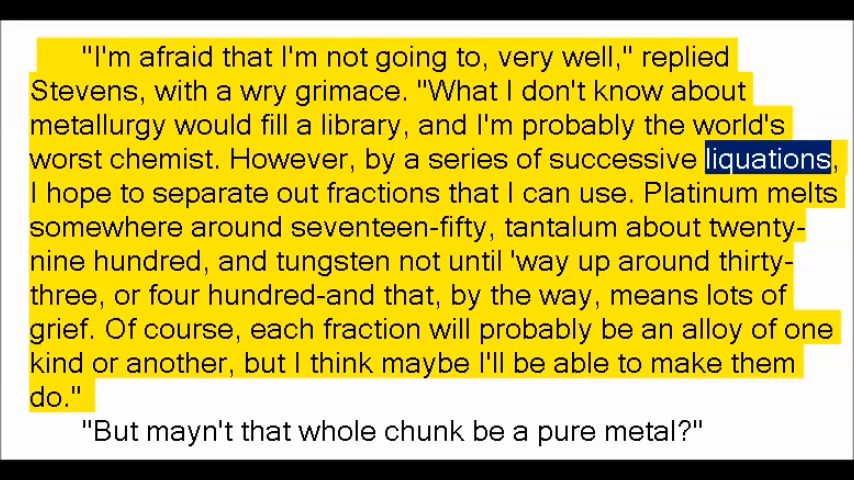 "I'm afraid that I'm not going to, very well," replied
Stevens, with a wry grimace. "What I don't know about
metallurgy would fill a library, and I'm probably the world's
worst chemist. However, by a series of successive liquations,
I hope to separate out fractions that I can use. Platinum melts
somewhere around seventeen-fifty, tantalum about twenty-
nine hundred, and tungsten not until 'way up around thirty-
three, or four hundred-and that, by the way, means lots of
grief. Of course, each fraction will probably be an alloy of one
kind or another, but I think maybe I'll be able to make them
do."
"But mayn't that whole chunk be a pure metal?"